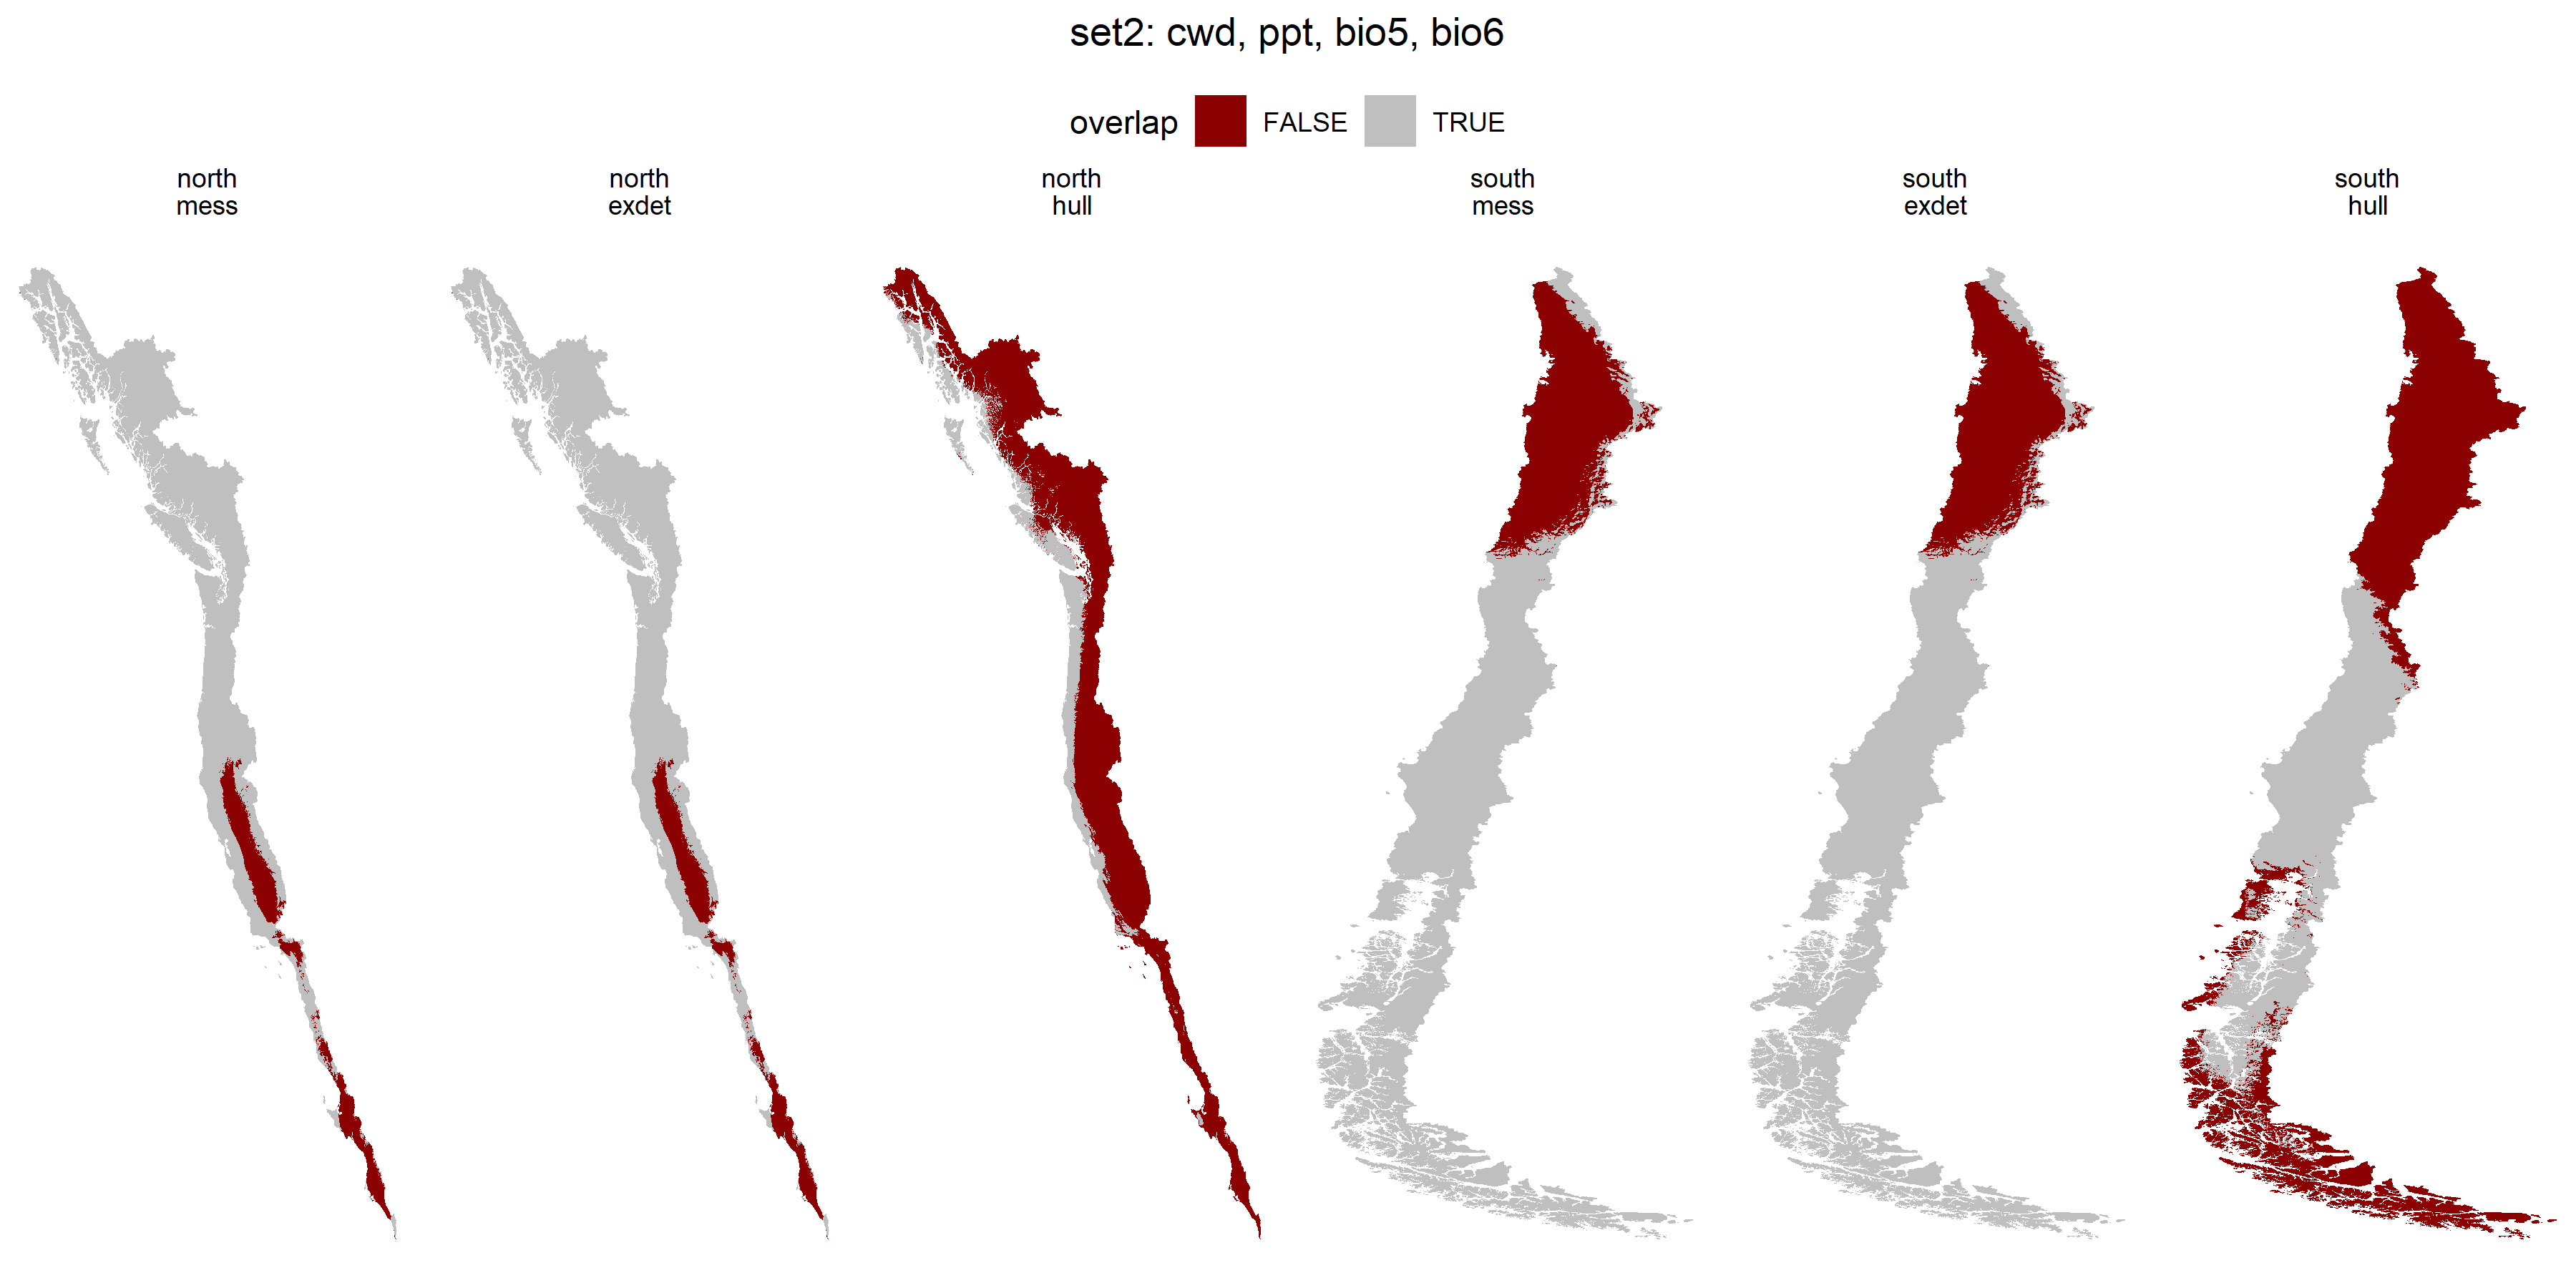 set2: cwd, ppt, bio5, bio6
overlap FALSE TRUE
north
mess
north
exdet
north
hull
south
mess
south
exdet
south
hull